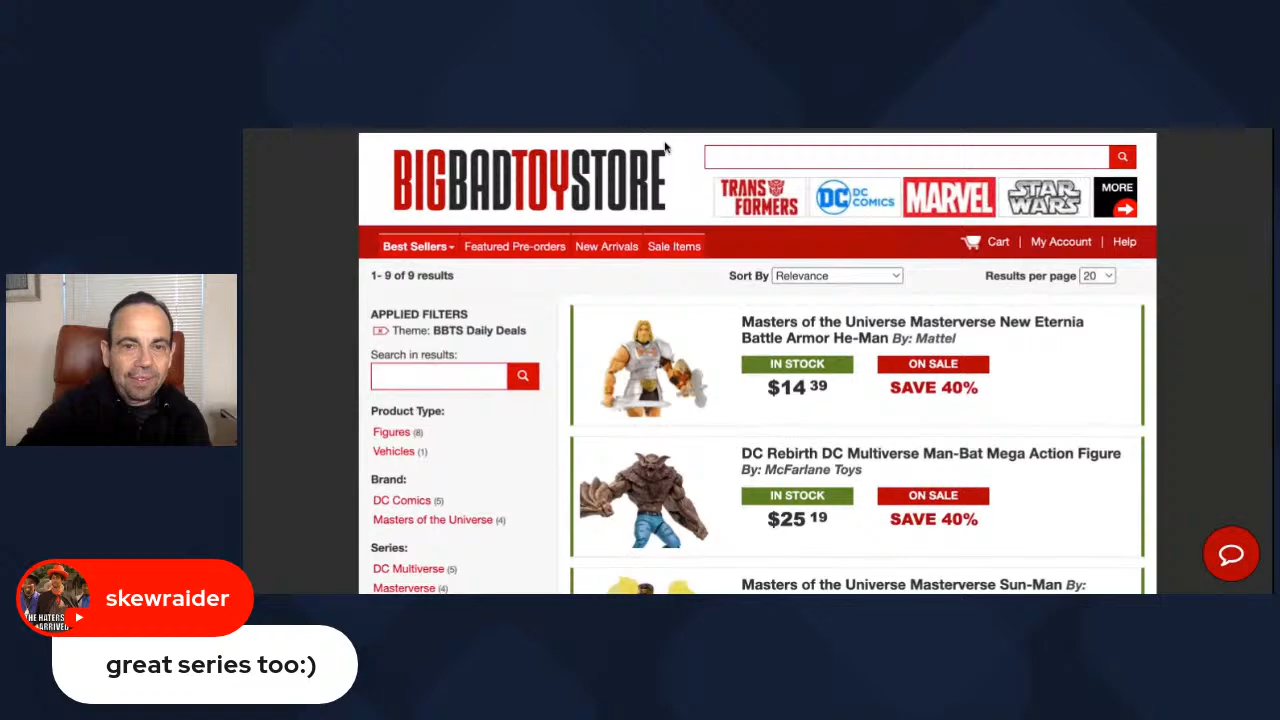 BIGBADTOYSTORE
TRANS
FORMERS
DC
DC
COMICS
MARVEL
STAR
WARS
MORE
Best Sellers
Featured Pre-orders
New Arrivals
Sale Items
Cart | My Account | Help
1- 9 of 9 results
Sort By Relevance
Results per page 20
APPLIED FILTERS
Theme: BBTS Daily Deals
Search in results:
Product Type:
Figures (8)
Vehicles (1)
Brand:
DC Comics (5)
Masters of the Universe (4)
Series:
DC Multiverse (5)
Masterverse (4)
Masters of the Universe Masterverse New Eternia
Battle Armor He-Man By: Mattel
IN STOCK
ON SALE
$14 39
SAVE 40%
DC Rebirth DC Multiverse Man-Bat Mega Action Figure
By: McFarlane Toys
IN STOCK
ON SALE
$25 19
SAVE 40%
Masters of the Universe Masterverse Sun-Man By:
THE HATERS
ARRIVED
skewraider
great series too:)